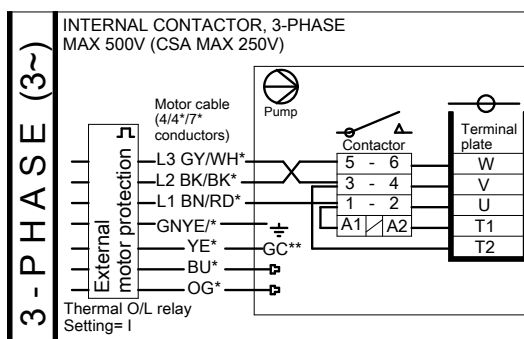 3 - PHASE (3~)
INTERNAL CONTACTOR, 3-PHASE
MAX 500V (CSA MAX 250V)
Motor cable
(4/4*/7*
conductors)
External
motor protection
L3 GY/WH*
L2 BK/BK*
L1 BN/RD*
GNYE/*
YE*
BU*
OG*
GC**
Thermal O/L relay
Setting= I
Pump
Contactor
5 - 6
3 - 4
1 - 2
A1 A2
Terminal
plate
W
V
U
T1
T2